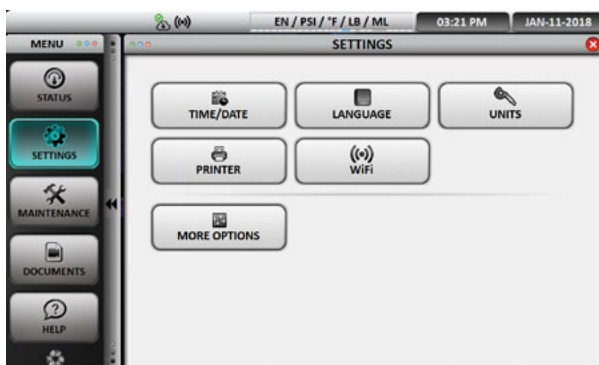 EN / PSI / °F / LB / ML 03:21 PM JAN-11-2018
MENU SETTINGS
STATUS
SETTINGS
MAINTENANCE
DOCUMENTS
HELP
TIME/DATE LANGUAGE UNITS
PRINTER WiFi
MORE OPTIONS